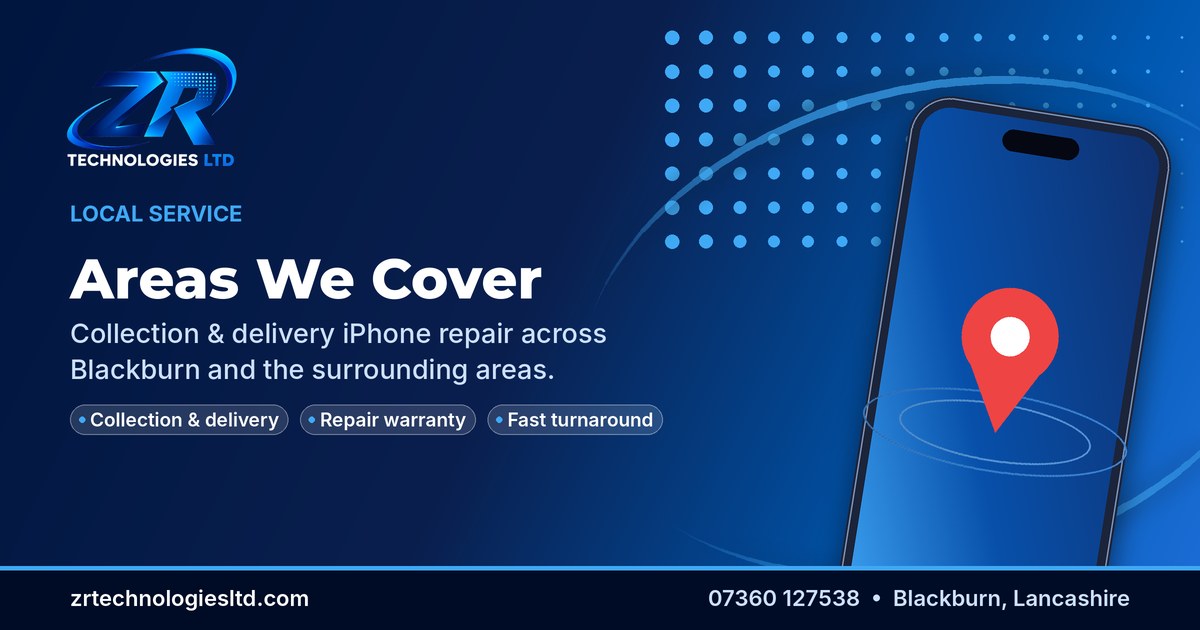 ZR
TECHNOLOGIES LTD
LOCAL SERVICE
Areas We Cover
Collection & delivery iPhone repair across
Blackburn and the surrounding areas.
• Collection & delivery • Repair warranty • Fast turnaround
zrtechnologiesltd.com 07360 127538 • Blackburn, Lancashire